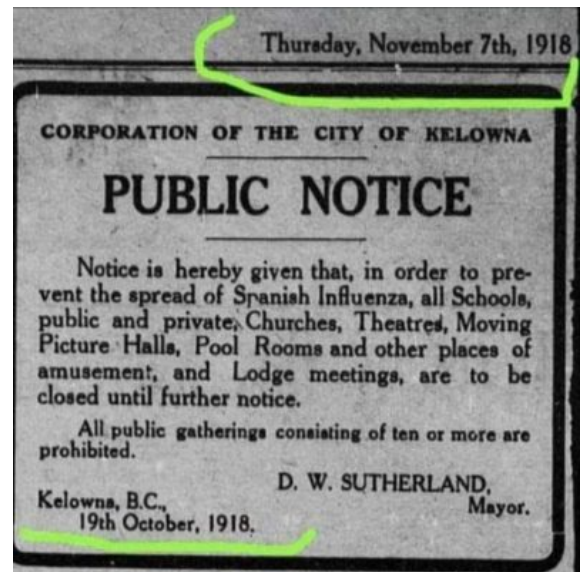 Thursday, November 7th, 1918
CORPORATION OF THE CITY OF KELOWNA
PUBLIC NOTICE
Notice is hereby given that, in order to pre-
vent the spread of Spanish Influenza, all Schools,
public and private, Churches, Theatres, Moving
Picture Halls, Pool Rooms and other places of
amusement, and Lodge meetings, are to be
closed until further notice.
All public gatherings consisting of ten or more are
prohibited.
D. W. SUTHERLAND,
Mayor.
Kelowna, B.C.,
19th October, 1918.